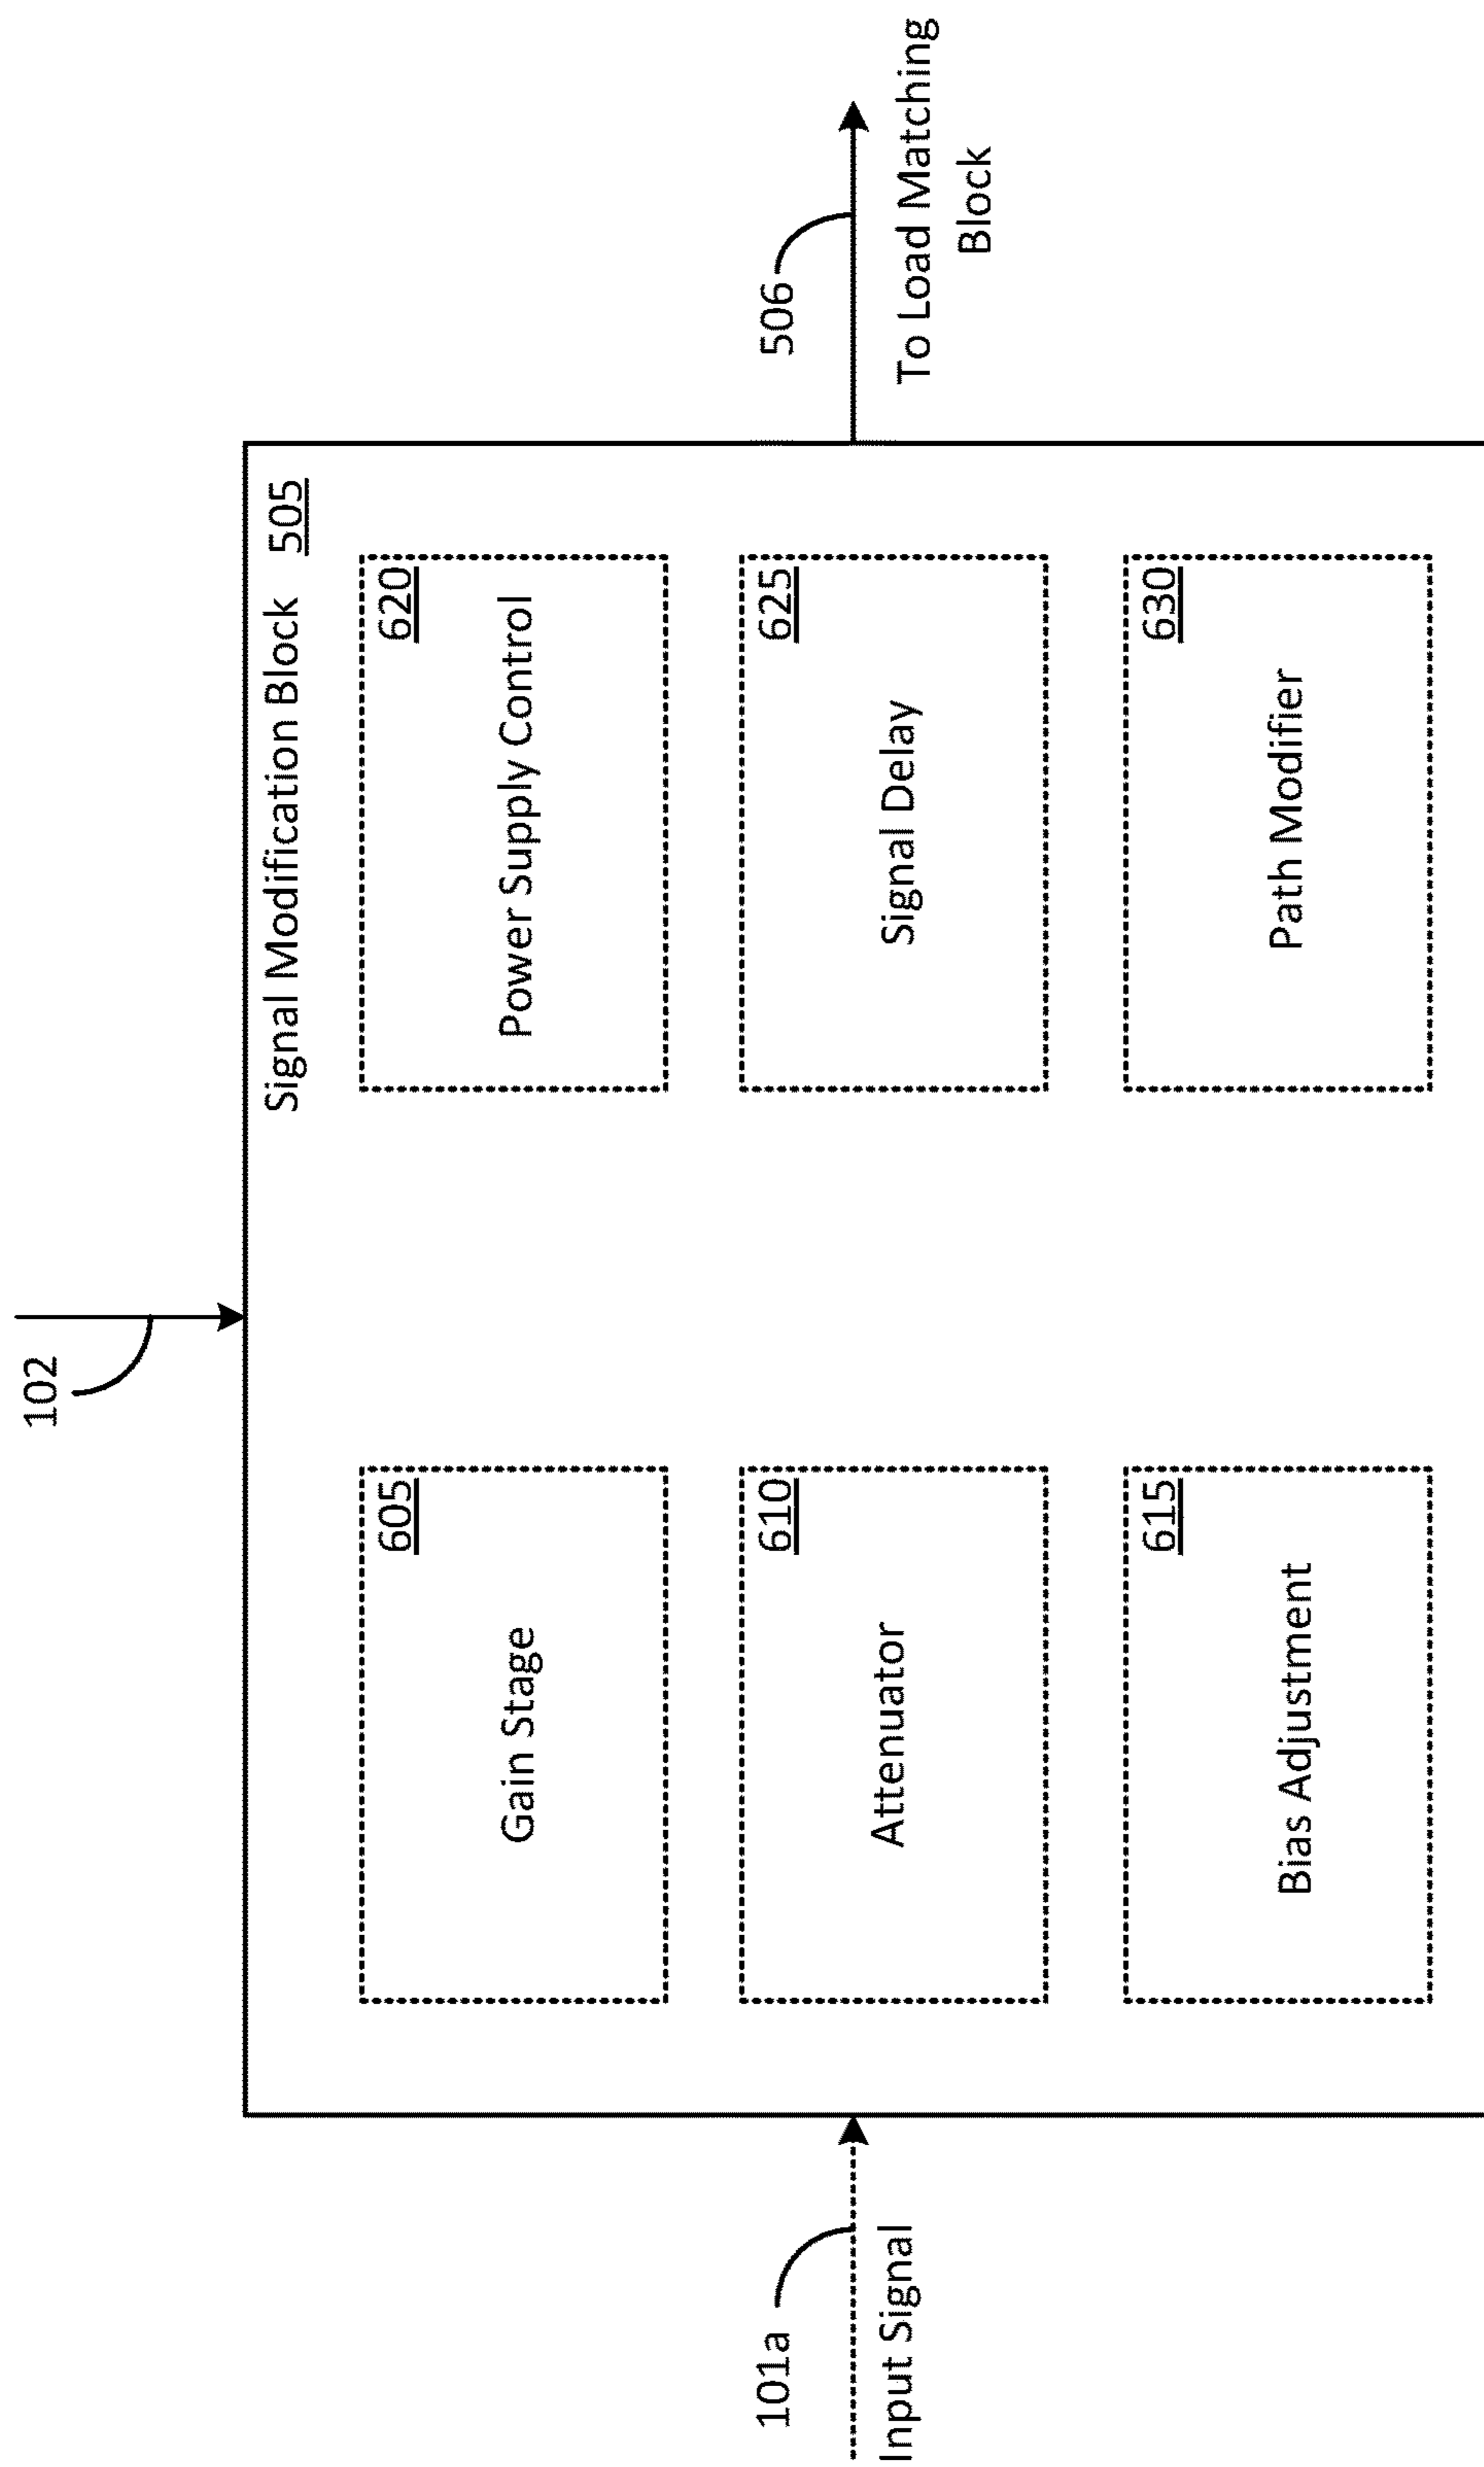 102
Signal Modification Block 505
605
Gain Stage
620
Power Supply Control
101a
Input Signal
610
Attenuator
625
Signal Delay
506
To Load Matching
Block
615
Bias Adjustment
630
Path Modifier